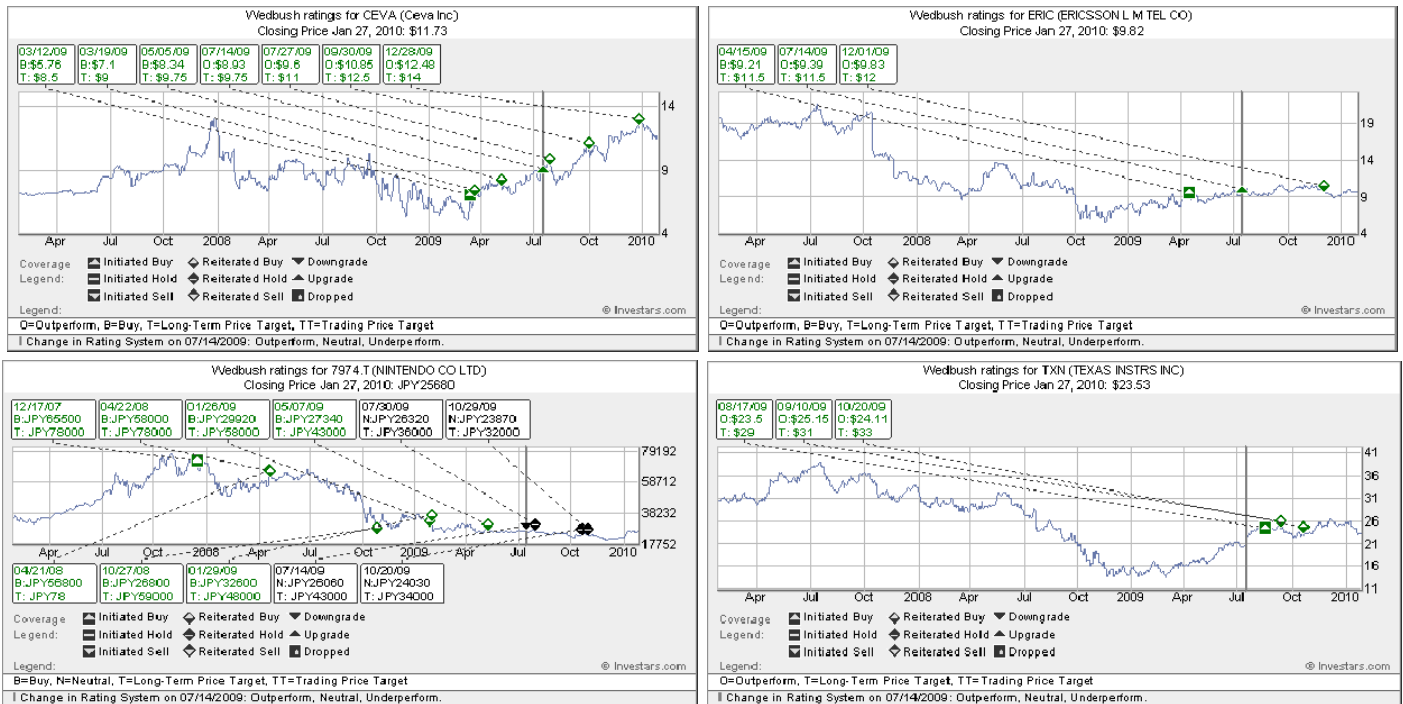 Wedbush ratings for CEVA (Ceva Inc)
Closing Price Jan 27, 2010: $11.73
03/12/09 03/19/09 05/05/09 07/14/09 07/27/09 09/30/09 12/28/09
B:$5.76 B:$7.1 B:$8.34 O:$8.93 O:$9.6 O:$10.85 O:$12.48
T: $8.5 T: $9 T: $9.75 T: $9.75 T: $11 T: $12.5 T: $14
14
9
4
Apr Jul Oct 2008 Apr Jul Oct 2009 Apr Jul Oct 2010
Coverage Initiated Buy Reiterated Buy Downgrade
Legend: Initiated Hold Reiterated Hold Upgrade
Initiated Sell Reiterated Sell Dropped
Legend: © Investars.com
O=Outperform, B=Buy, T=Long-Term Price Target, TT=Trading Price Target
| Change in Rating System on 07/14/2009: Outperform, Neutral, Underperform.
Wedbush ratings for ERIC (ERICSSON L M TEL CO)
Closing Price Jan 27, 2010: $9.82
04/15/09 07/14/09 12/01/09
B:$9.21 O:$9.39 O:$9.83
T: $11.5 T: $11.5 T: $12
19
14
9
4
Apr Jul Oct 2008 Apr Jul Oct 2009 Apr Jul Oct 2010
Coverage Initiated Buy Reiterated Buy Downgrade
Legend: Initiated Hold Reiterated Hold Upgrade
Initiated Sell Reiterated Sell Dropped
Legend: © Investars.com
O=Outperform, B=Buy, T=Long-Term Price Target, TT=Trading Price Target
| Change in Rating System on 07/14/2009: Outperform, Neutral, Underperform.
Wedbush ratings for 7974.T (NINTENDO CO LTD)
Closing Price Jan 27, 2010: JPY25680
12/17/07 04/22/08 01/26/09 05/07/09 07/30/09 10/29/09
B:JPY65500 B:JPY58000 B:JPY29920 B:JPY27340 N:JPY26320 N:JPY23870
T: JPY78000 T: JPY78000 T: JPY58000 T: JPY43000 T: JPY36000 T: JPY32000
79192
58712
38232
17752
Apr Jul Oct 2008 Apr Jul Oct 2009 Apr Jul Oct 2010
04/21/08 10/27/08 01/29/09 07/14/09 10/20/09
B:JPY56800 B:JPY26800 B:JPY32600 N:JPY26060 N:JPY24030
T: JPY78 T: JPY59000 T: JPY48000 T: JPY43000 T: JPY34000
Coverage Initiated Buy Reiterated Buy Downgrade
Legend: Initiated Hold Reiterated Hold Upgrade
Initiated Sell Reiterated Sell Dropped
Legend: © Investars.com
B=Buy, N=Neutral, T=Long-Term Price Target, TT=Trading Price Target
| Change in Rating System on 07/14/2009: Outperform, Neutral, Underperform.
Wedbush ratings for TXN (TEXAS INSTRS INC)
Closing Price Jan 27, 2010: $23.53
08/17/09 09/10/09 10/20/09
O:$23.5 O:$25.15 O:$24.11
T: $29 T: $31 T: $33
41
36
31
26
21
16
11
Apr Jul Oct 2008 Apr Jul Oct 2009 Apr Jul Oct 2010
Coverage Initiated Buy Reiterated Buy Downgrade
Legend: Initiated Hold Reiterated Hold Upgrade
Initiated Sell Reiterated Sell Dropped
Legend: © Investars.com
O=Outperform, T=Long-Term Price Target, TT=Trading Price Target
| Change in Rating System on 07/14/2009: Outperform, Neutral, Underperform.